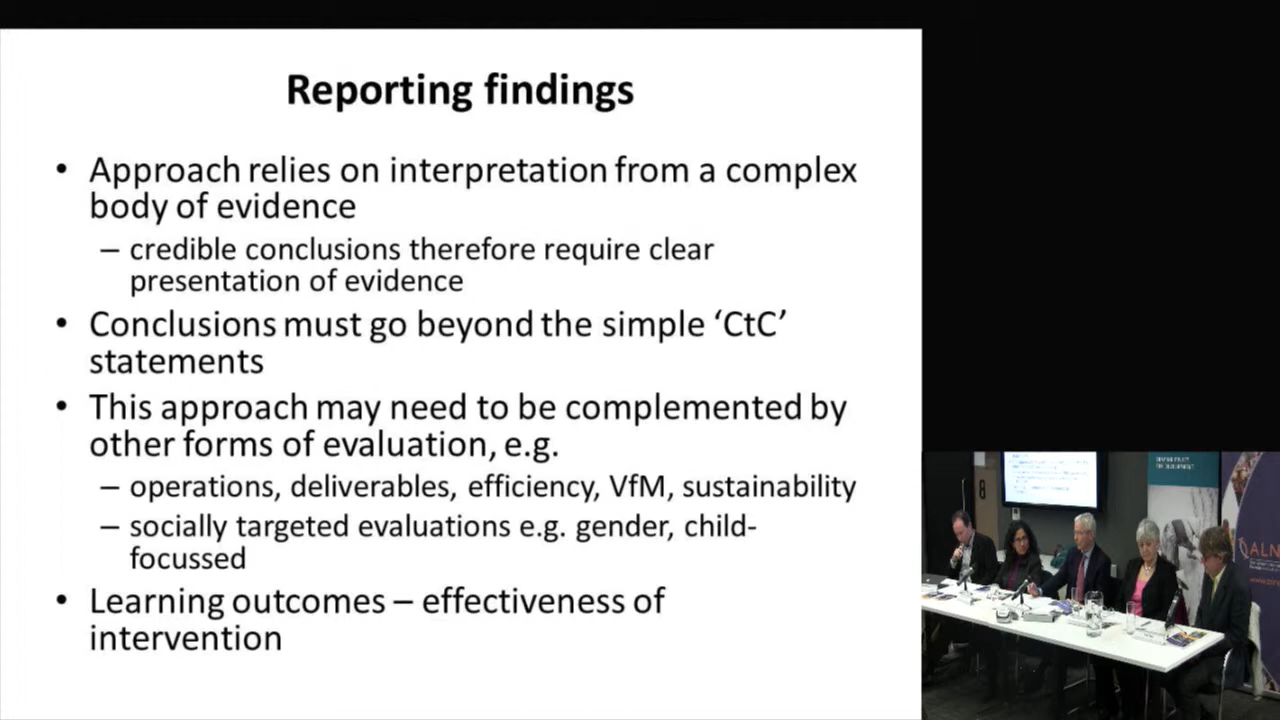 Reporting findings
• Approach relies on interpretation from a complex
body of evidence
– credible conclusions therefore require clear
presentation of evidence
• Conclusions must go beyond the simple ‘CtC’
statements
• This approach may need to be complemented by
other forms of evaluation, e.g.
– operations, deliverables, efficiency, VfM, sustainability
– socially targeted evaluations e.g. gender, child-
focussed
• Learning outcomes – effectiveness of
intervention
8
ALN